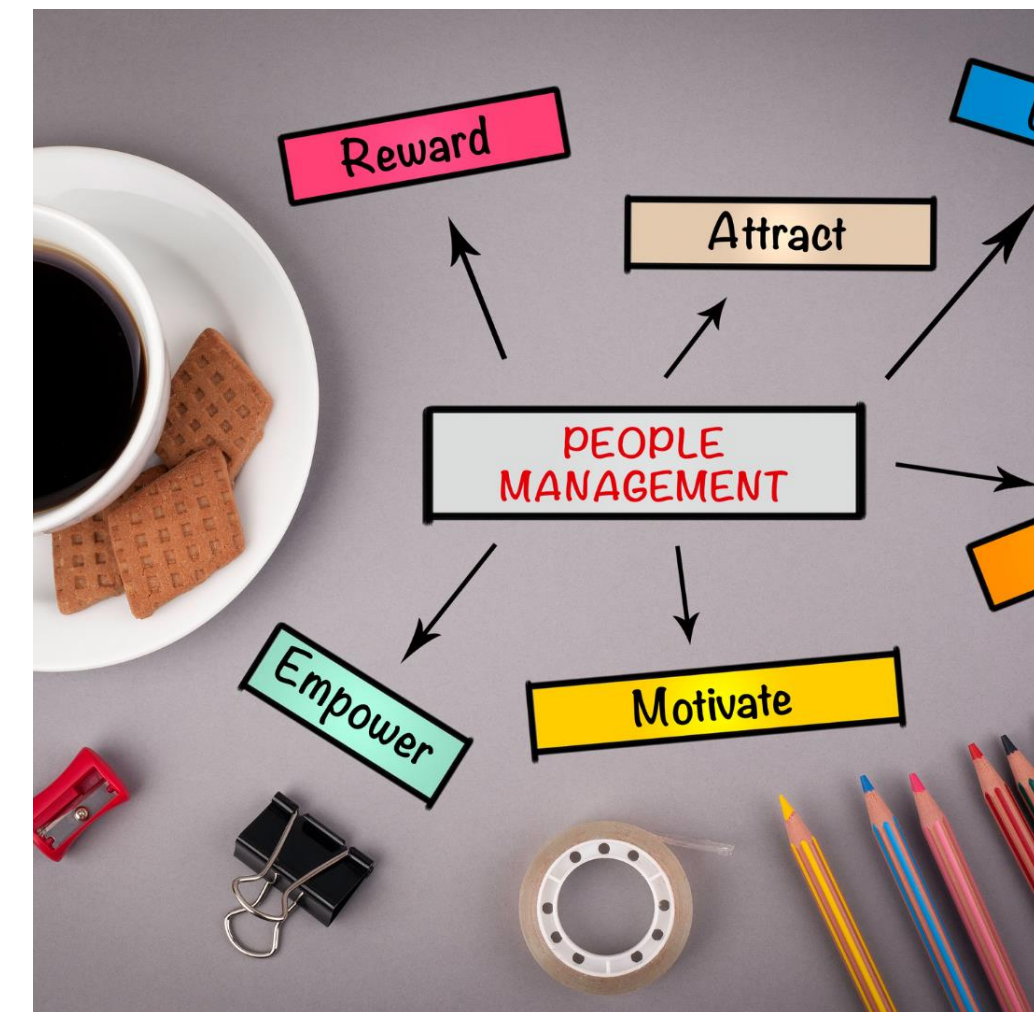 Reward
Attract
PEOPLE
MANAGEMENT
Empower
Motivate